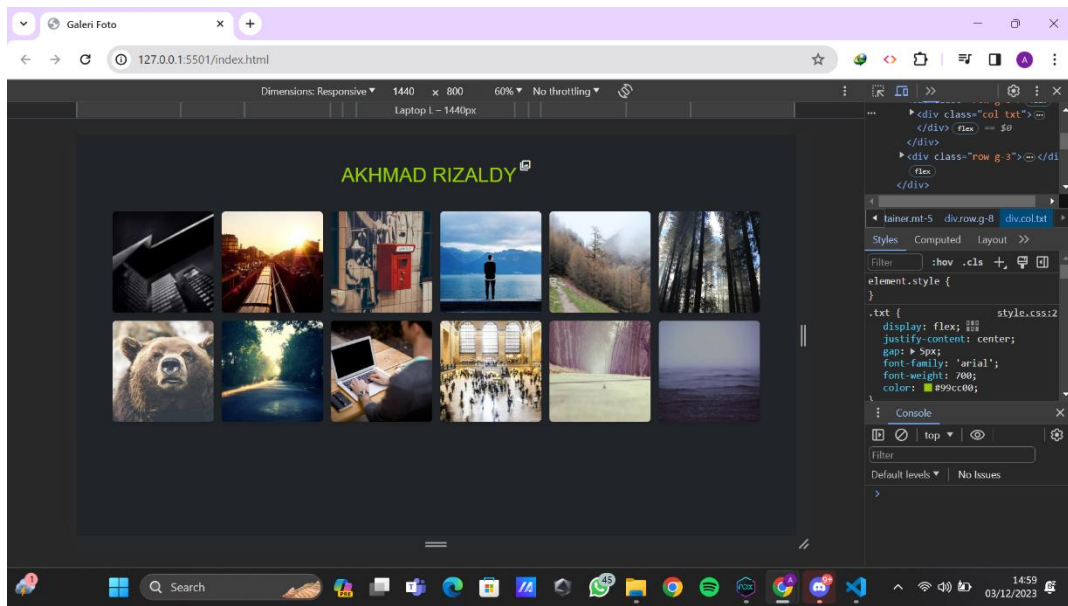 Galeri Foto
127.0.0.1:5501/index.html
A
Dimensions: Responsive ▼ 1440 × 800 60% ▼ No throttling ▼
Laptop L – 1440px
AKHMAD RIZALDY
<div class="col txt">
</div> flex == $0
</div>
<div class="row g-3"> </di
flex
</div>
tainer.mt-5 div.row.g-8 div.col.txt
Styles Computed Layout
Filter :hov .cls
element.style {
}
.txt { style.css:2
display: flex;
justify-content: center;
gap: ▶ 5px;
font-family: 'arial';
font-weight: 700;
color: #99cc00;
Console
top ▼
Filter
Default levels ▼ No Issues
1
Search
45
14:59
03/12/2023